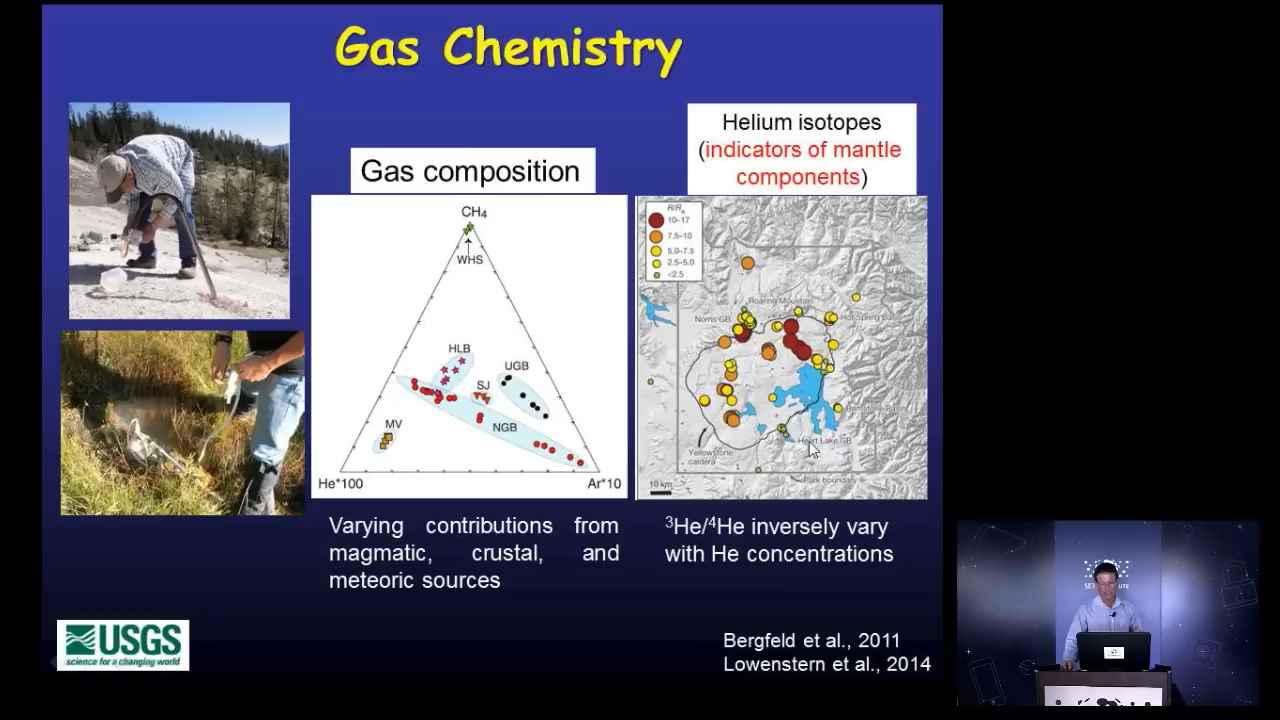 Gas Chemistry
Gas composition
CH₄
WHS
HLB
UGB
SJ
MV
NGB
He*100
Ar*10
Varying contributions from
magmatic, crustal, and
meteoric sources
Helium isotopes
(indicators of mantle
components)
R/Rₐ
10–17
7.5–10
5.0–7.5
2.5–5.0
<2.5
Roaring Mountain
Norris GB
Hot Spring Basin
Brimstone Basin
Heart Lake GB
Yellowstone
caldera
Park boundary
10 km
³He/⁴He inversely vary
with He concentrations
Bergfeld et al., 2011
Lowenstern et al., 2014
USGS
science for a changing world